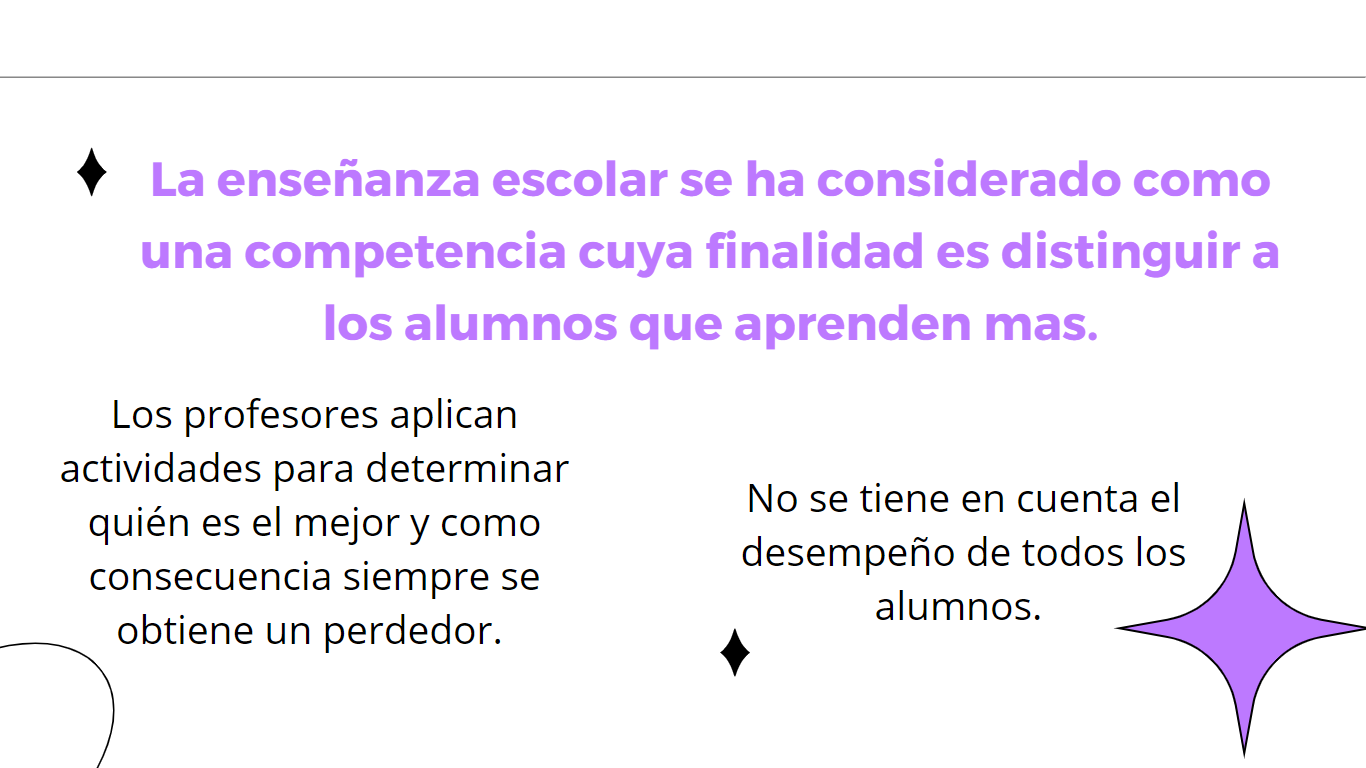 La enseñanza escolar se ha considerado como
una competencia cuya finalidad es distinguir a
los alumnos que aprenden mas.
Los profesores aplican
actividades para determinar
quién es el mejor y como
consecuencia siempre se
obtiene un perdedor.
No se tiene en cuenta el
desempeño de todos los
alumnos.